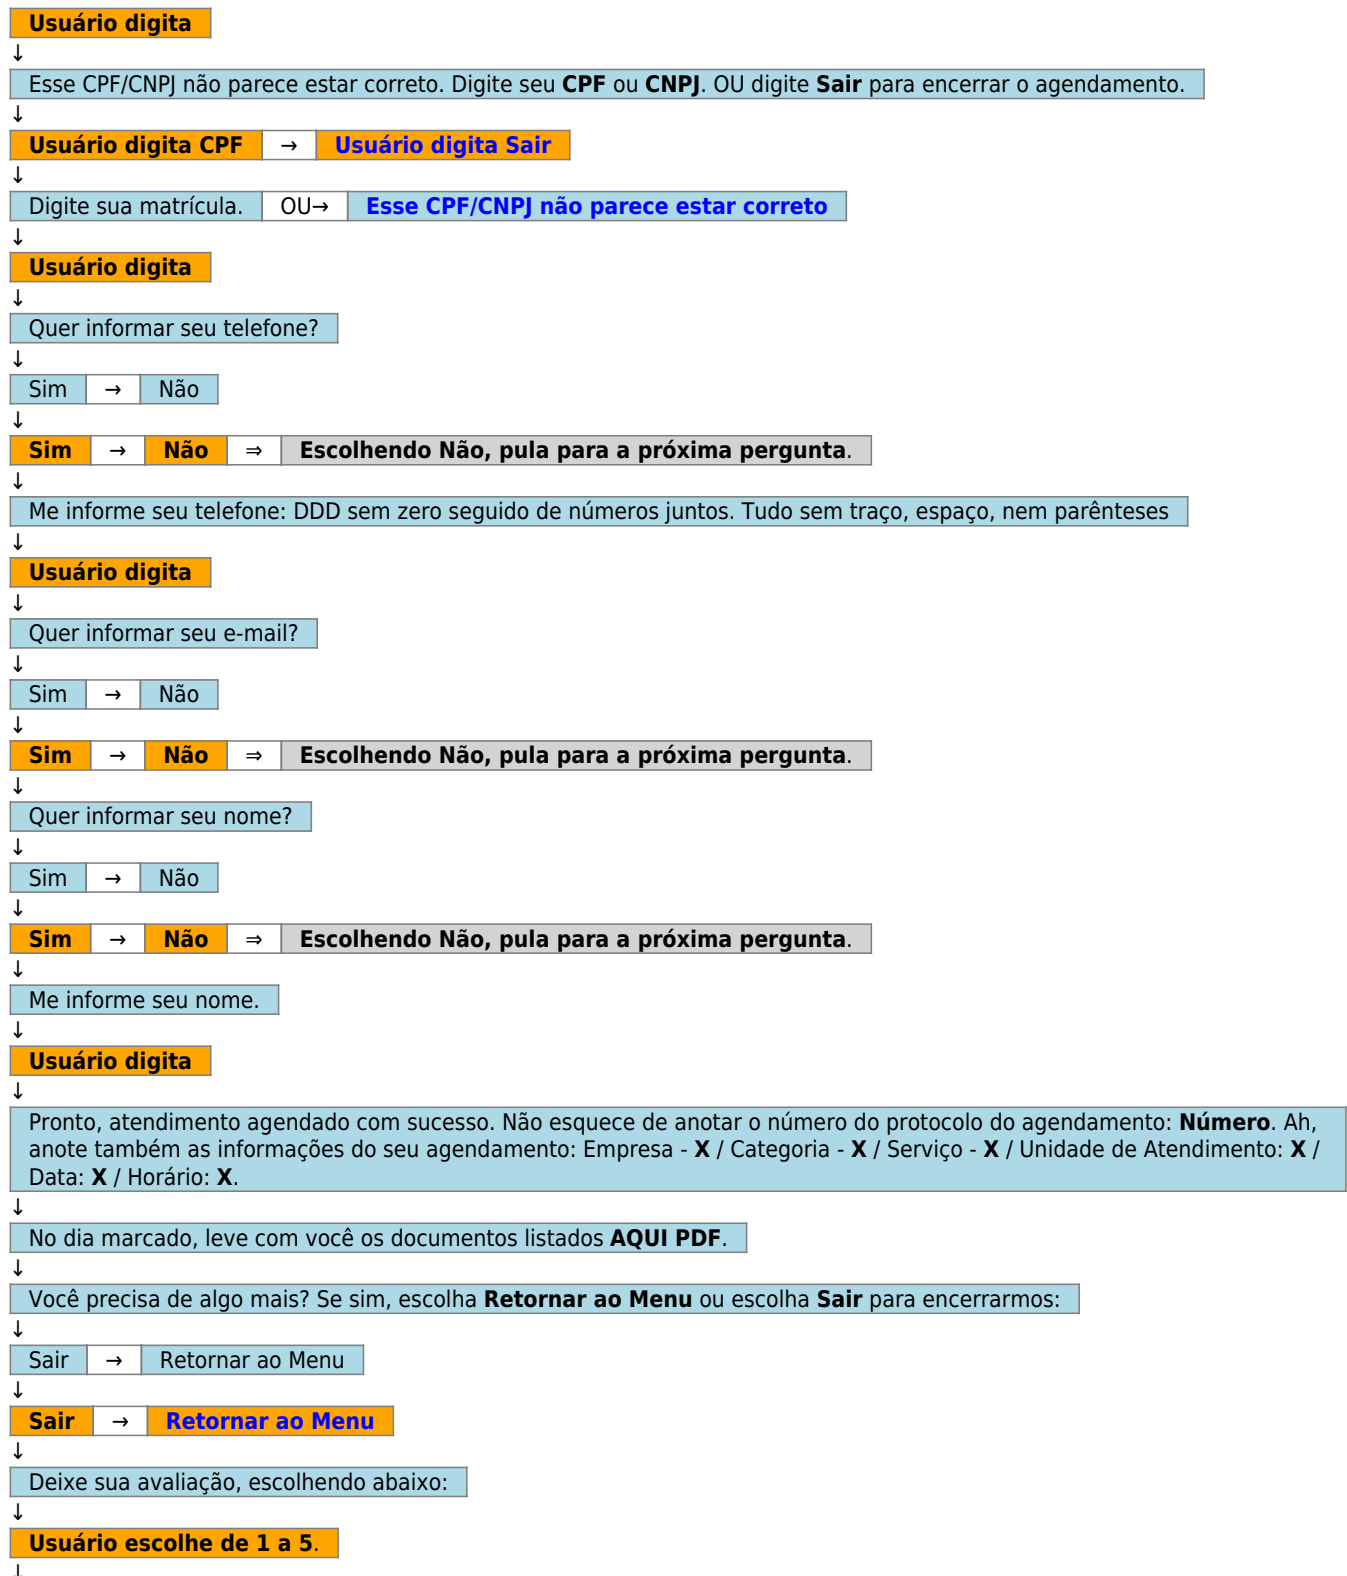 Usuário digita
↓
Esse CPF/CNPJ não parece estar correto. Digite seu CPF ou CNPJ. OU digite Sair para encerrar o agendamento.
↓
Usuário digita CPF → Usuário digita Sair
↓
Digite sua matrícula. OU→ Esse CPF/CNPJ não parece estar correto
↓
Usuário digita
↓
Quer informar seu telefone?
↓
Sim → Não
↓
Sim → Não ⇒ Escolhendo Não, pula para a próxima pergunta.
↓
Me informe seu telefone: DDD sem zero seguido de números juntos. Tudo sem traço, espaço, nem parênteses
↓
Usuário digita
↓
Quer informar seu e-mail?
↓
Sim → Não
↓
Sim → Não ⇒ Escolhendo Não, pula para a próxima pergunta.
↓
Quer informar seu nome?
↓
Sim → Não
↓
Sim → Não ⇒ Escolhendo Não, pula para a próxima pergunta.
↓
Me informe seu nome.
↓
Usuário digita
↓
Pronto, atendimento agendado com sucesso. Não esquece de anotar o número do protocolo do agendamento: Número. Ah,
anote também as informações do seu agendamento: Empresa - X / Categoria - X / Serviço - X / Unidade de Atendimento: X /
Data: X / Horário: X.
↓
No dia marcado, leve com você os documentos listados AQUI PDF.
↓
Você precisa de algo mais? Se sim, escolha Retornar ao Menu ou escolha Sair para encerrarmos:
↓
Sair → Retornar ao Menu
↓
Sair → Retornar ao Menu
↓
Deixe sua avaliação, escolhendo abaixo:
↓
Usuário escolhe de 1 a 5.
↓